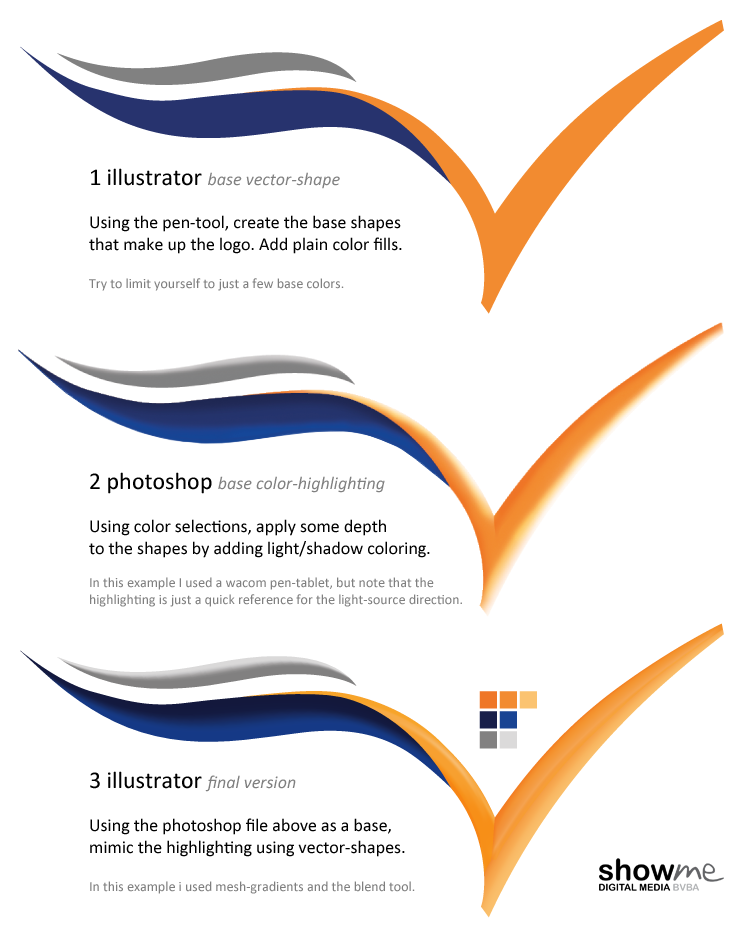 1 illustrator base vector-shape
Using the pen-tool, create the base shapes
that make up the logo. Add plain color fills.
Try to limit yourself to just a few base colors.
2 photoshop base color-highlighting
Using color selections, apply some depth
to the shapes by adding light/shadow coloring.
In this example I used a wacom pen-tablet, but note that the
highlighting is just a quick reference for the light-source direction.
3 illustrator final version
Using the photoshop file above as a base,
mimic the highlighting using vector-shapes.
In this example i used mesh-gradients and the blend tool.
showme
DIGITAL MEDIA BVBA